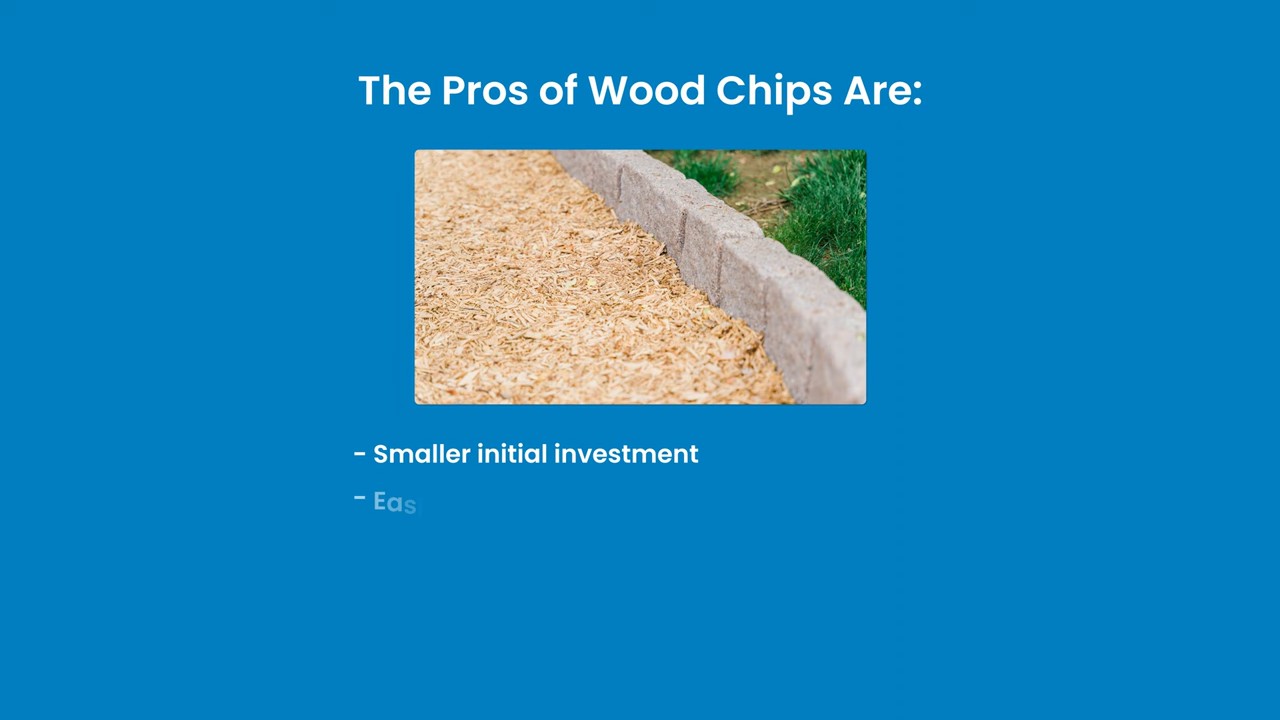 The Pros of Wood Chips Are:
- Smaller initial investment
- Eas